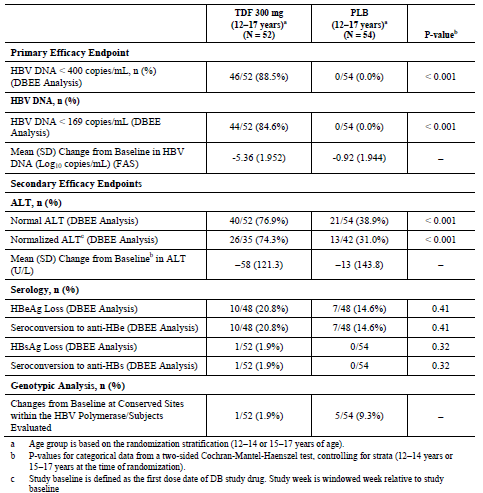 TDF 300 mg
(12–17 years)a
(N = 52)
PLB
(12–17 years)a
(N = 54)
P-valueb
Primary Efficacy Endpoint
HBV DNA < 400 copies/mL, n (%)
(DBEE Analysis)
46/52 (88.5%)
0/54 (0.0%)
< 0.001
HBV DNA, n (%)
HBV DNA < 169 copies/mL (DBEE
Analysis)
44/52 (84.6%)
0/54 (0.0%)
< 0.001
Mean (SD) Change from Baseline in HBV
DNA (Log10 copies/mL) (FAS)
-5.36 (1.952)
-0.92 (1.944)
–
Secondary Efficacy Endpoints
ALT, n (%)
Normal ALT (DBEE Analysis)
40/52 (76.9%)
21/54 (38.9%)
< 0.001
Normalized ALTc (DBEE Analysis)
26/35 (74.3%)
13/42 (31.0%)
< 0.001
Mean (SD) Change from Baselineb in ALT
(U/L)
–58 (121.3)
–13 (143.8)
–
Serology, n (%)
HBeAg Loss (DBEE Analysis)
10/48 (20.8%)
7/48 (14.6%)
0.41
Seroconversion to anti-HBe (DBEE Analysis)
10/48 (20.8%)
7/48 (14.6%)
0.41
HBsAg Loss (DBEE Analysis)
1/52 (1.9%)
0/54
0.32
Seroconversion to anti-HBs (DBEE Analysis)
1/52 (1.9%)
0/54
0.32
Genotypic Analysis, n (%)
Changes from Baseline at Conserved Sites
within the HBV Polymerase/Subjects
Evaluated
1/52 (1.9%)
5/54 (9.3%)
–
a Age group is based on the randomization stratification (12–14 or 15–17 years of age).
b P-values for categorical data from a two-sided Cochran-Mantel-Haenszel test, controlling for strata (12–14 years or
15–17 years at the time of randomization).
c Study baseline is defined as the first dose date of DB study drug. Study week is windowed week relative to study
baseline